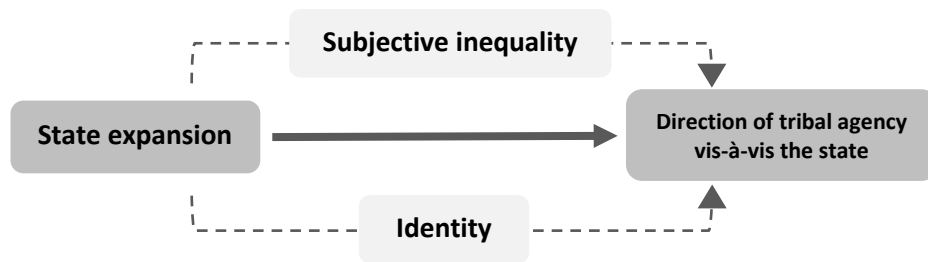 Subjective inequality
State expansion
Direction of tribal agency
vis-à-vis the state
Identity